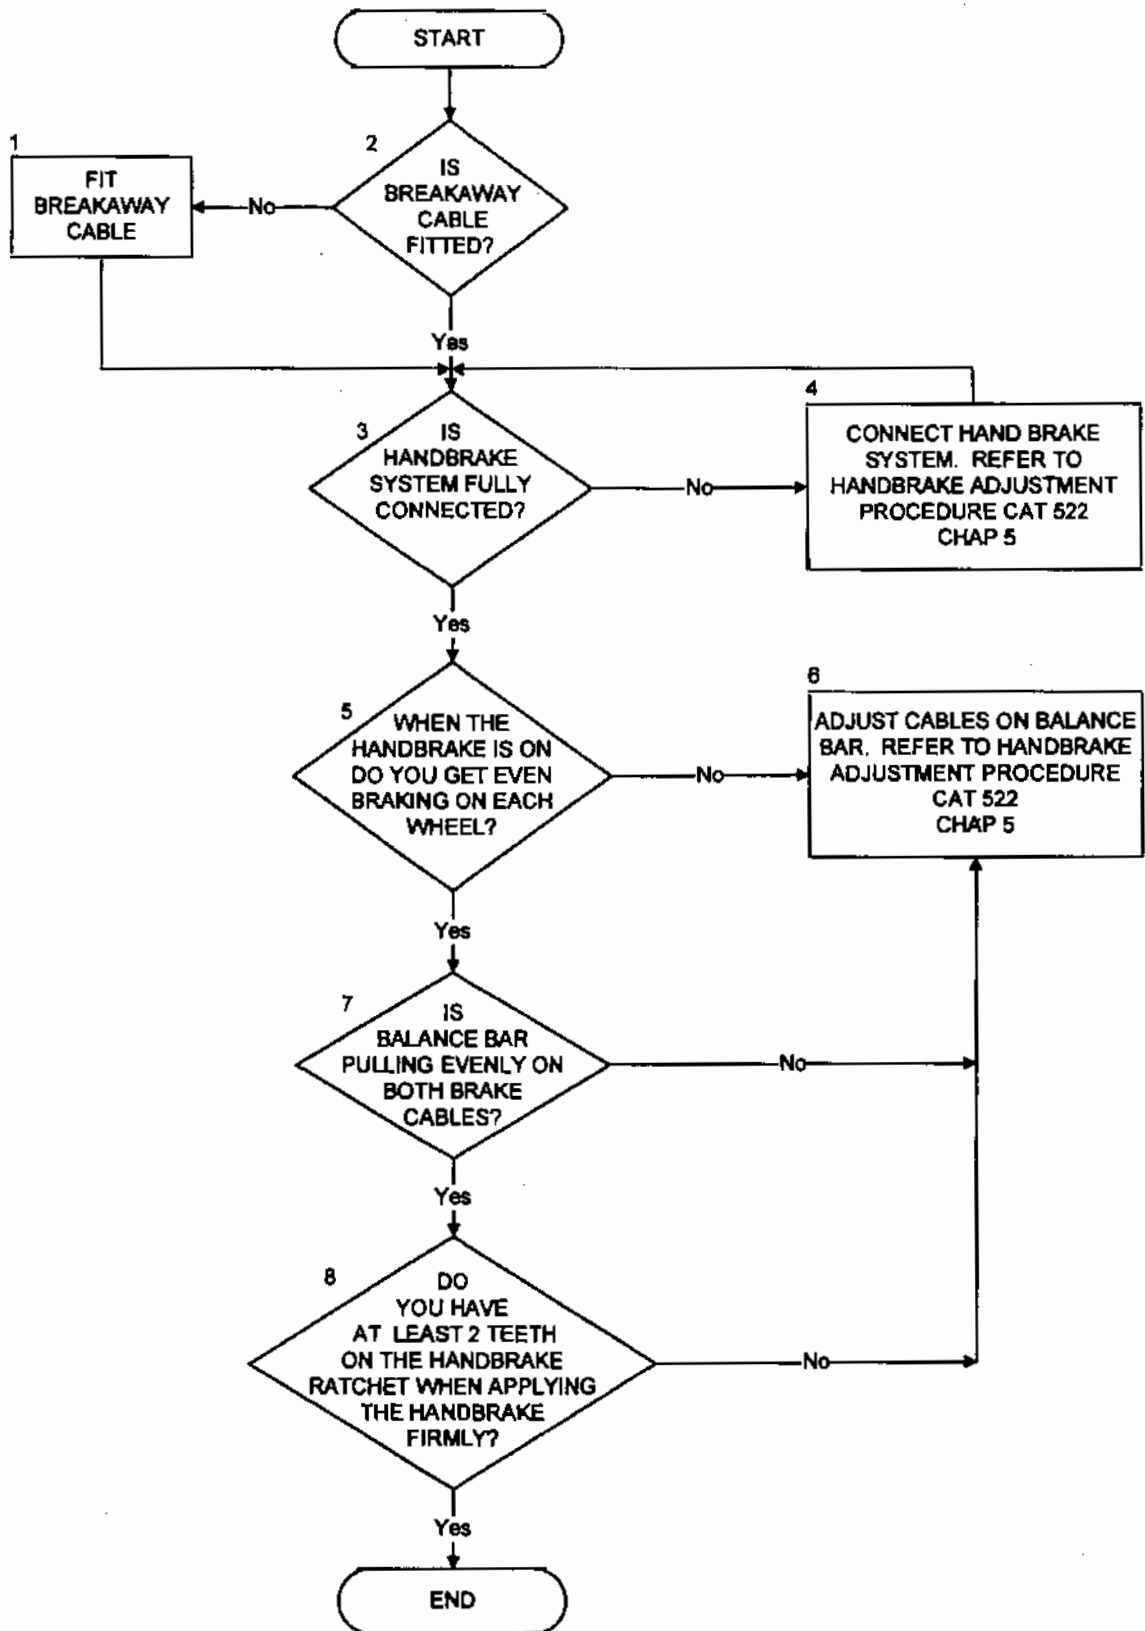 START
1
FIT
BREAKAWAY
CABLE
No
2
IS
BREAKAWAY
CABLE
FITTED?
Yes
3
IS
HANDBRAKE
SYSTEM FULLY
CONNECTED?
No
4
CONNECT HAND BRAKE
SYSTEM. REFER TO
HANDBRAKE ADJUSTMENT
PROCEDURE CAT 522
CHAP 5
Yes
5
WHEN THE
HANDBRAKE IS ON
DO YOU GET EVEN
BRAKING ON EACH
WHEEL?
No
6
ADJUST CABLES ON BALANCE
BAR. REFER TO HANDBRAKE
ADJUSTMENT PROCEDURE
CAT 522
CHAP 5
Yes
7
IS
BALANCE BAR
PULLING EVENLY ON
BOTH BRAKE
CABLES?
No
Yes
8
DO
YOU HAVE
AT LEAST 2 TEETH
ON THE HANDBRAKE
RATCHET WHEN APPLYING
THE HANDBRAKE
FIRMLY?
No
Yes
END